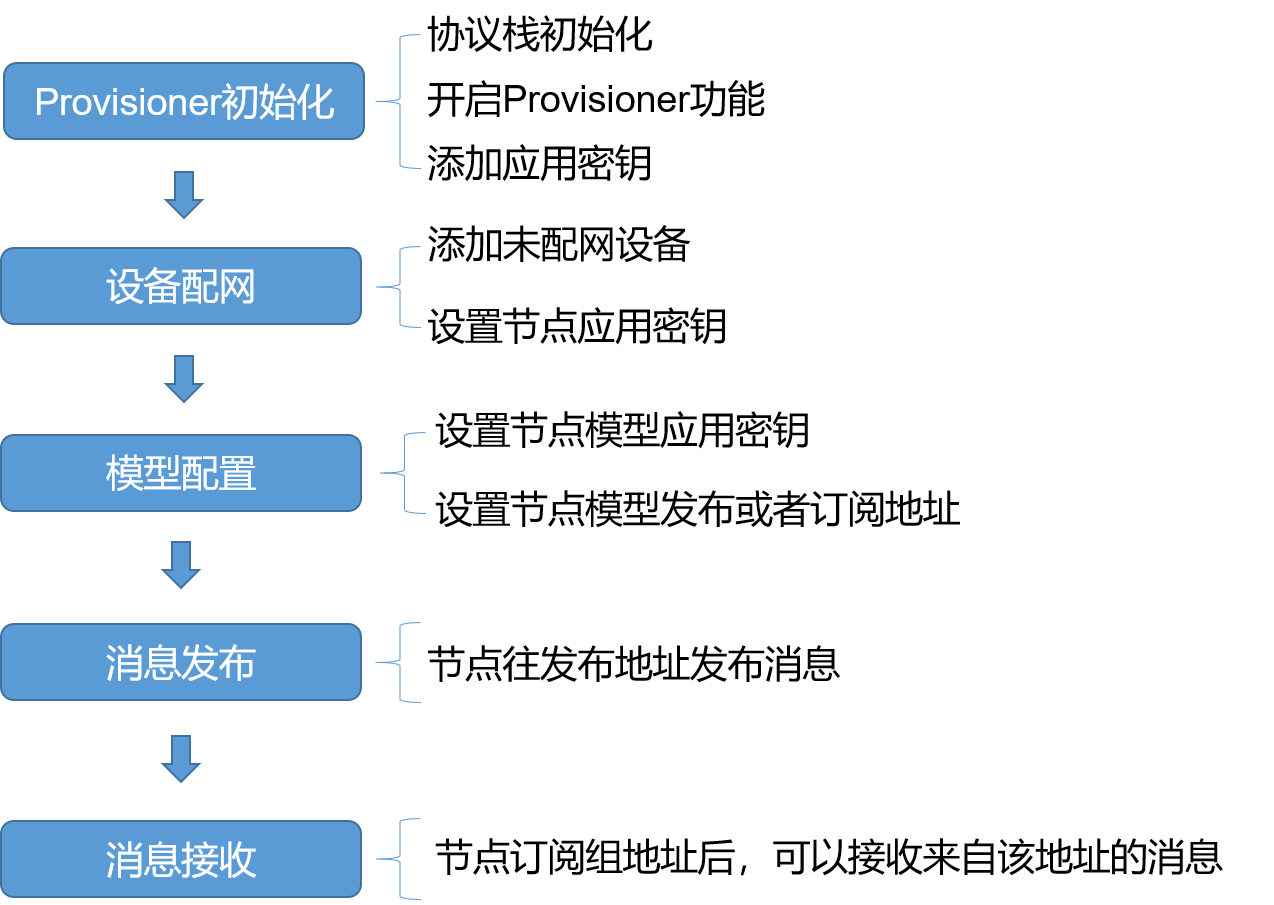 Provisioner初始化
协议栈初始化
开启Provisioner功能
添加应用密钥
设备配网
添加未配网设备
设置节点应用密钥
模型配置
设置节点模型应用密钥
设置节点模型发布或者订阅地址
消息发布
节点往发布地址发布消息
消息接收
节点订阅组地址后，可以接收来自该地址的消息